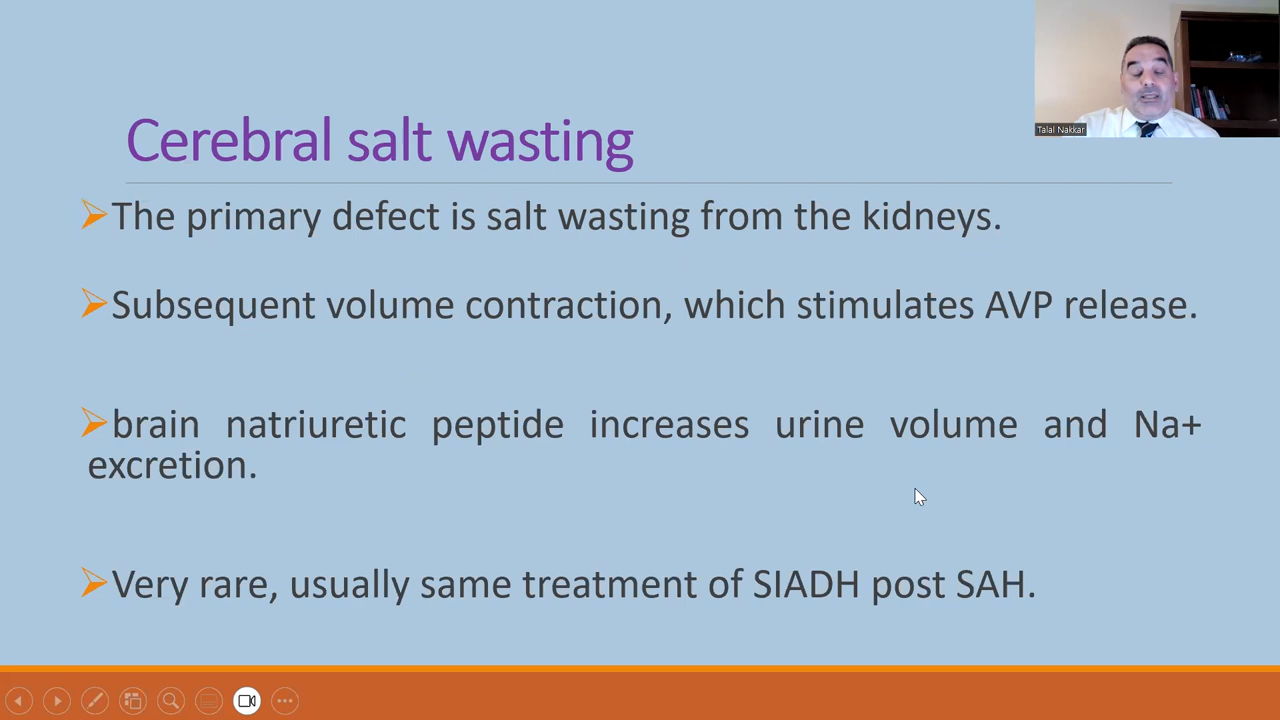 Talal Nakkar
Cerebral salt wasting
The primary defect is salt wasting from the kidneys.
Subsequent volume contraction, which stimulates AVP release.
brain natriuretic peptide increases urine volume and Na+
excretion.
Very rare, usually same treatment of SIADH post SAH.